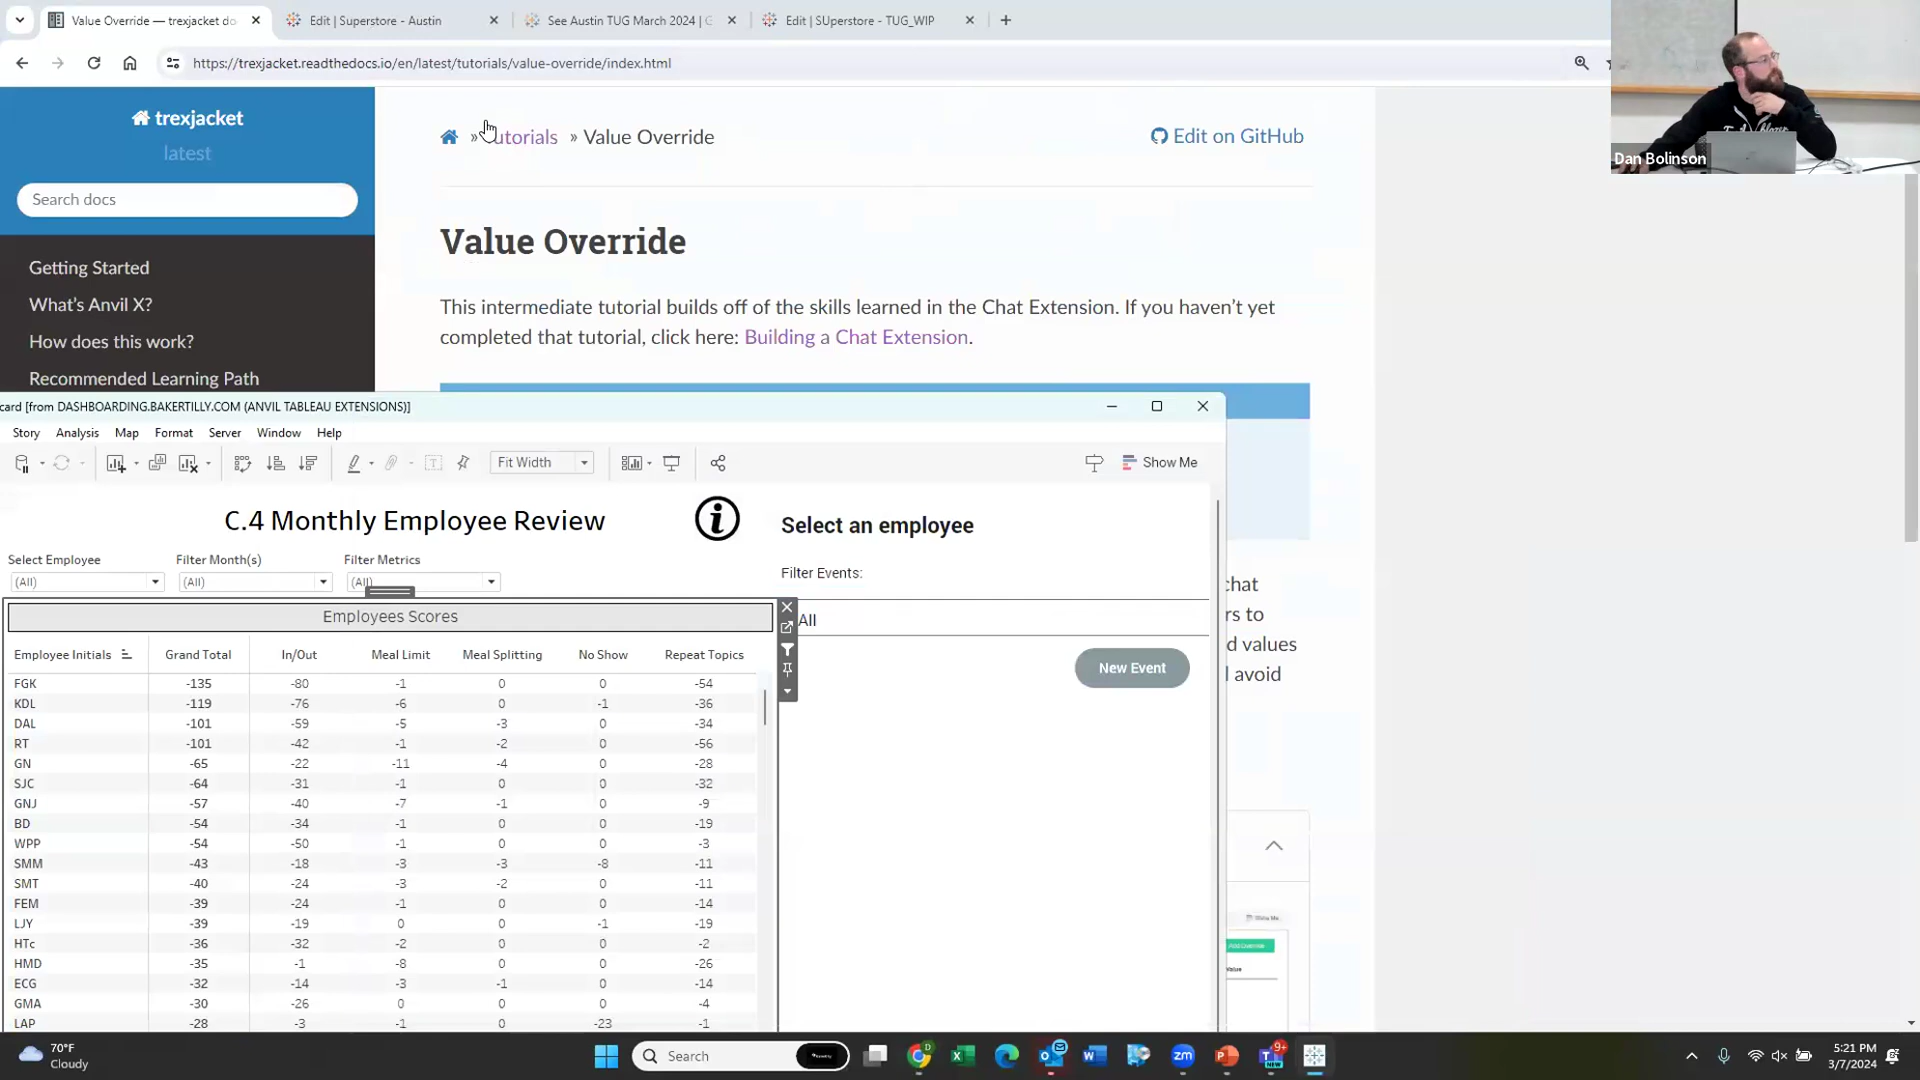 Value Override — trexjacket do
Edit | Superstore - Austin
See Austin TUG March 2024 | G
Edit | SUperstore - TUG_WIP
https://trexjacket.readthedocs.io/en/latest/tutorials/value-override/index.html
trexjacket
latest
Search docs
Getting Started
What's Anvil X?
How does this work?
Recommended Learning Path
» Tutorials » Value Override
Edit on GitHub
Value Override
This intermediate tutorial builds off of the skills learned in the Chat Extension. If you haven't yet
completed that tutorial, click here: Building a Chat Extension.
Dan Bolinson
card [from DASHBOARDING.BAKERTILLY.COM (ANVIL TABLEAU EXTENSIONS)]
Story Analysis Map Format Server Window Help
Fit Width
Show Me
C.4 Monthly Employee Review
Select Employee Filter Month(s) Filter Metrics
(All) (All) (All)
Employees Scores
Employee Initials Grand Total In/Out Meal Limit Meal Splitting No Show Repeat Topics
FGK -135 -80 -1 0 0 -54
KDL -119 -76 -6 0 -1 -36
DAL -101 -59 -5 -3 0 -34
RT -101 -42 -1 -2 0 -56
GN -65 -22 -11 -4 0 -28
SJC -64 -31 -1 0 0 -32
GNJ -57 -40 -7 -1 0 -9
BD -54 -34 -1 0 0 -19
WPP -54 -50 -1 0 0 -3
SMM -43 -18 -3 -3 -8 -11
SMT -40 -24 -3 -2 0 -11
FEM -39 -24 -1 0 0 -14
LJY -39 -19 0 0 -1 -19
HTc -36 -32 -2 0 0 -2
HMD -35 -1 -8 0 0 -26
ECG -32 -14 -3 -1 0 -14
GMA -30 -26 0 0 0 -4
LAP -28 -3 -1 0 -23 -1
Select an employee
Filter Events:
All
New Event
chat
rs to
d values
avoid
Show Me
Add Override
Value
70°F
Cloudy
Search
9+
NEW
5:21 PM
3/7/2024